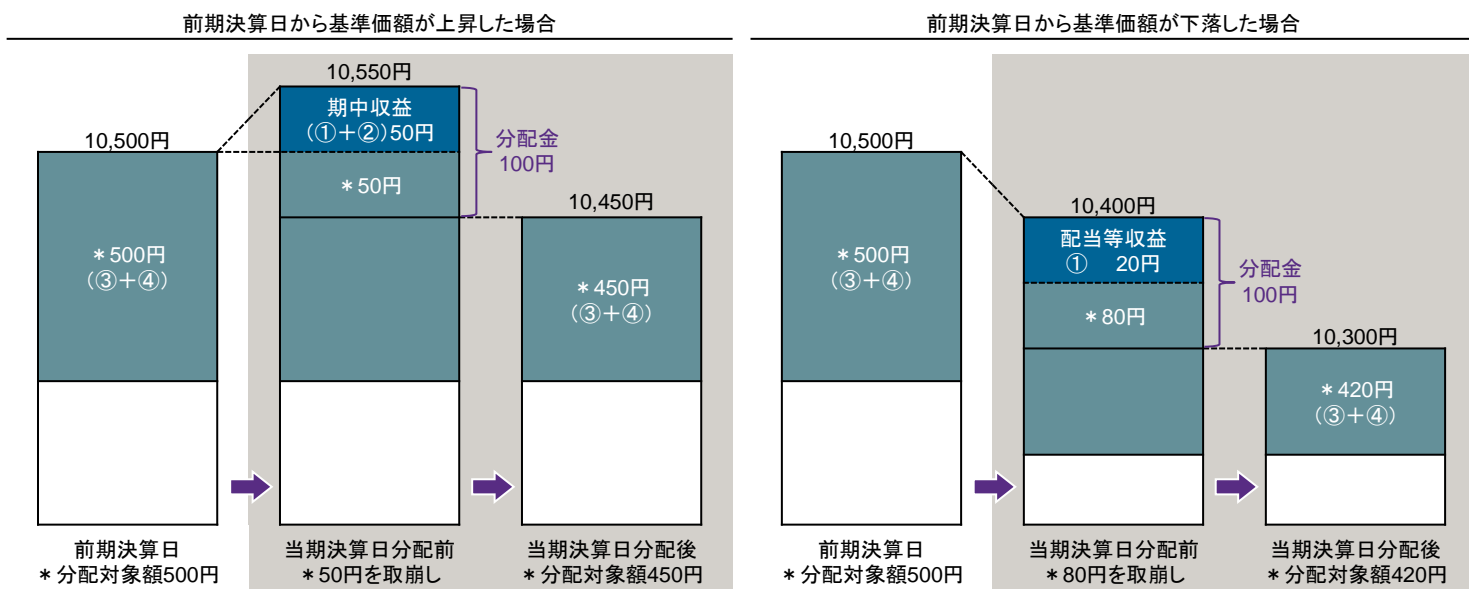 前期決算日から基準価額が上昇した場合
10,500円
＊500円
(③＋④)
前期決算日
＊分配対象額500円
10,550円
期中収益
(①＋②)50円
＊50円
分配金
100円
当期決算日分配前
＊50円を取崩し
10,450円
＊450円
(③＋④)
当期決算日分配後
＊分配対象額450円
前期決算日から基準価額が下落した場合
10,500円
＊500円
(③＋④)
前期決算日
＊分配対象額500円
10,400円
配当等収益
①　20円
＊80円
分配金
100円
当期決算日分配前
＊80円を取崩し
10,300円
＊420円
(③＋④)
当期決算日分配後
＊分配対象額420円